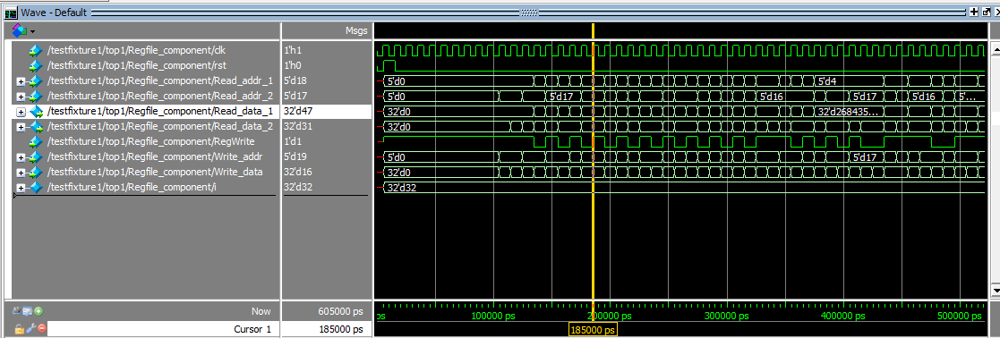 Wave - Default
Msgs
/testfixture1/top1/Regfile_component/clk 1'h1
/testfixture1/top1/Regfile_component/rst 1'h0
/testfixture1/top1/Regfile_component/Read_addr_1 5'd18 5'd0 5'd4
/testfixture1/top1/Regfile_component/Read_addr_2 5'd17 5'd0 5'd17 5'd16 5'd17 5'd16 5'...
/testfixture1/top1/Regfile_component/Read_data_1 32'd47 32'd0 32'd268435...
/testfixture1/top1/Regfile_component/Read_data_2 32'd31 32'd0
/testfixture1/top1/Regfile_component/RegWrite 1'd1
/testfixture1/top1/Regfile_component/Write_addr 5'd19 5'd0 5'd17
/testfixture1/top1/Regfile_component/Write_data 32'd16 32'd0
/testfixture1/top1/Regfile_component/i 32'd32 32'd32
Now 605000 ps ps 100000 ps 200000 ps 300000 ps 400000 ps 500000 ps
Cursor 1 185000 ps 185000 ps